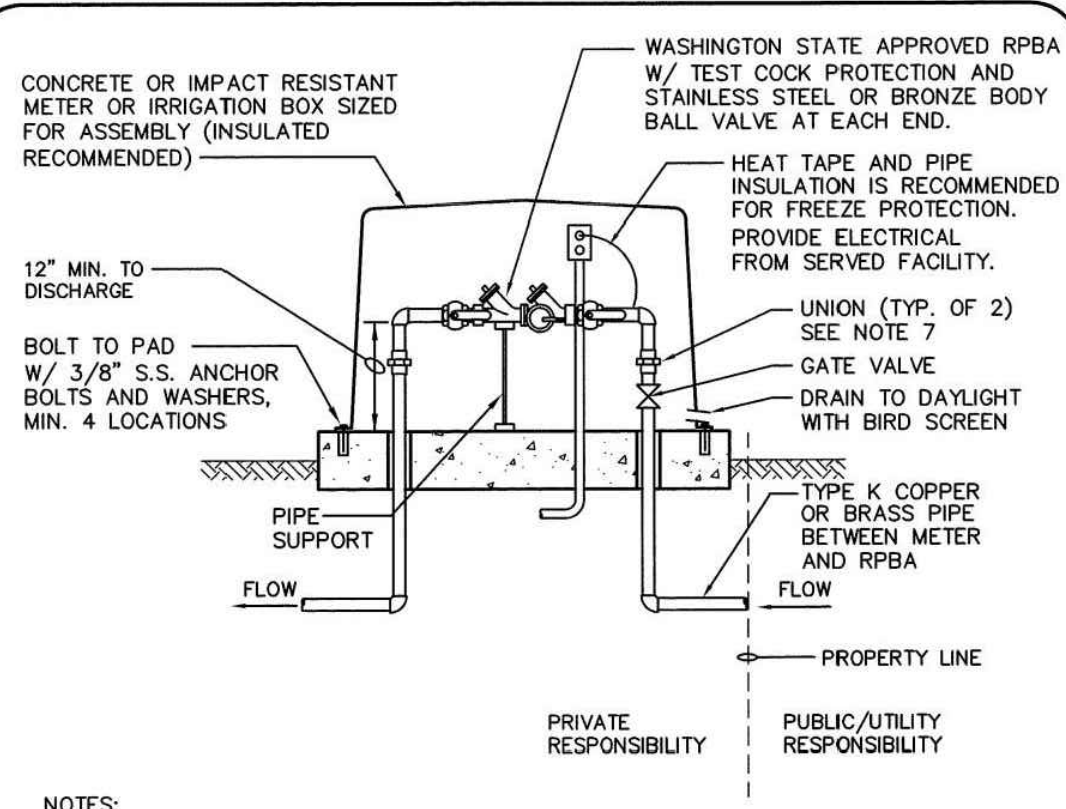 CONCRETE OR IMPACT RESISTANT
METER OR IRRIGATION BOX SIZED
FOR ASSEMBLY (INSULATED
RECOMMENDED)
WASHINGTON STATE APPROVED RPBA
W/ TEST COCK PROTECTION AND
STAINLESS STEEL OR BRONZE BODY
BALL VALVE AT EACH END.
HEAT TAPE AND PIPE
INSULATION IS RECOMMENDED
FOR FREEZE PROTECTION.
PROVIDE ELECTRICAL
FROM SERVED FACILITY.
12" MIN. TO
DISCHARGE
UNION (TYP. OF 2)
SEE NOTE 7
BOLT TO PAD
W/ 3/8" S.S. ANCHOR
BOLTS AND WASHERS,
MIN. 4 LOCATIONS
GATE VALVE
DRAIN TO DAYLIGHT
WITH BIRD SCREEN
PIPE
SUPPORT
TYPE K COPPER
OR BRASS PIPE
BETWEEN METER
AND RPBA
FLOW
FLOW
PROPERTY LINE
PRIVATE
RESPONSIBILITY
PUBLIC/UTILITY
RESPONSIBILITY
NOTES: